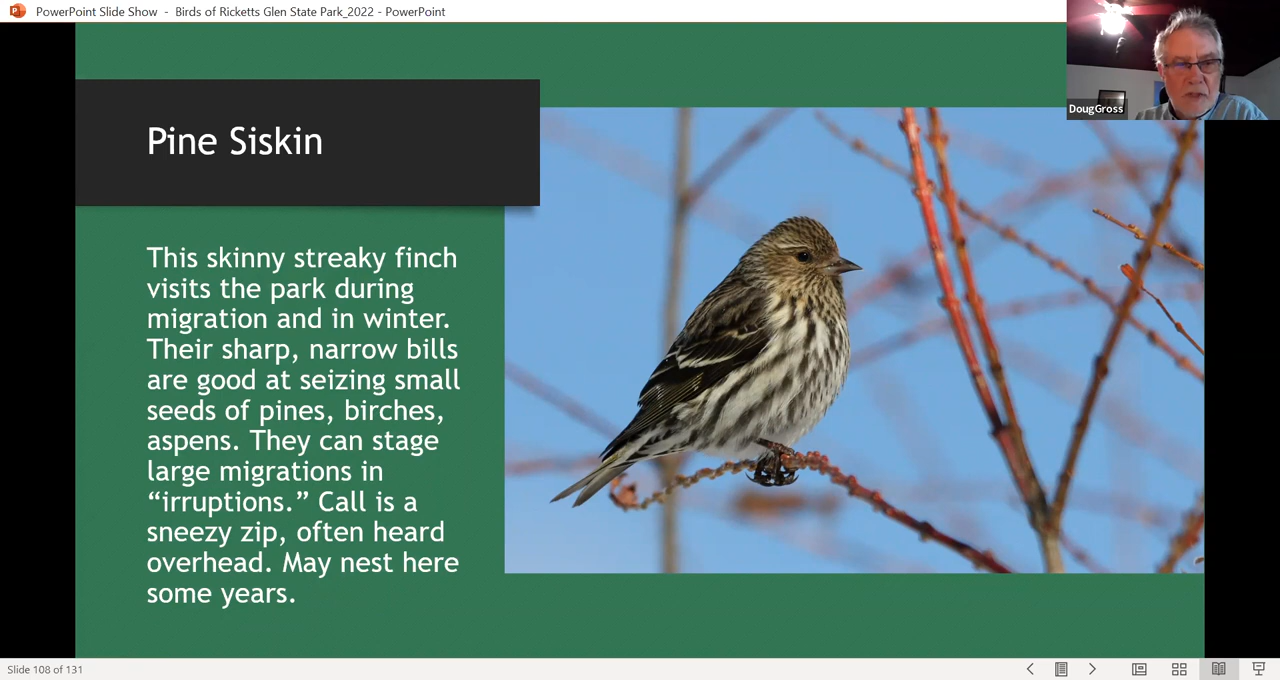 PowerPoint Slide Show - Birds of Ricketts Glen State Park_2022 - PowerPoint
DougGross
Pine Siskin
This skinny streaky finch
visits the park during
migration and in winter.
Their sharp, narrow bills
are good at seizing small
seeds of pines, birches,
aspens. They can stage
large migrations in
“irruptions.” Call is a
sneezy zip, often heard
overhead. May nest here
some years.
Slide 108 of 131